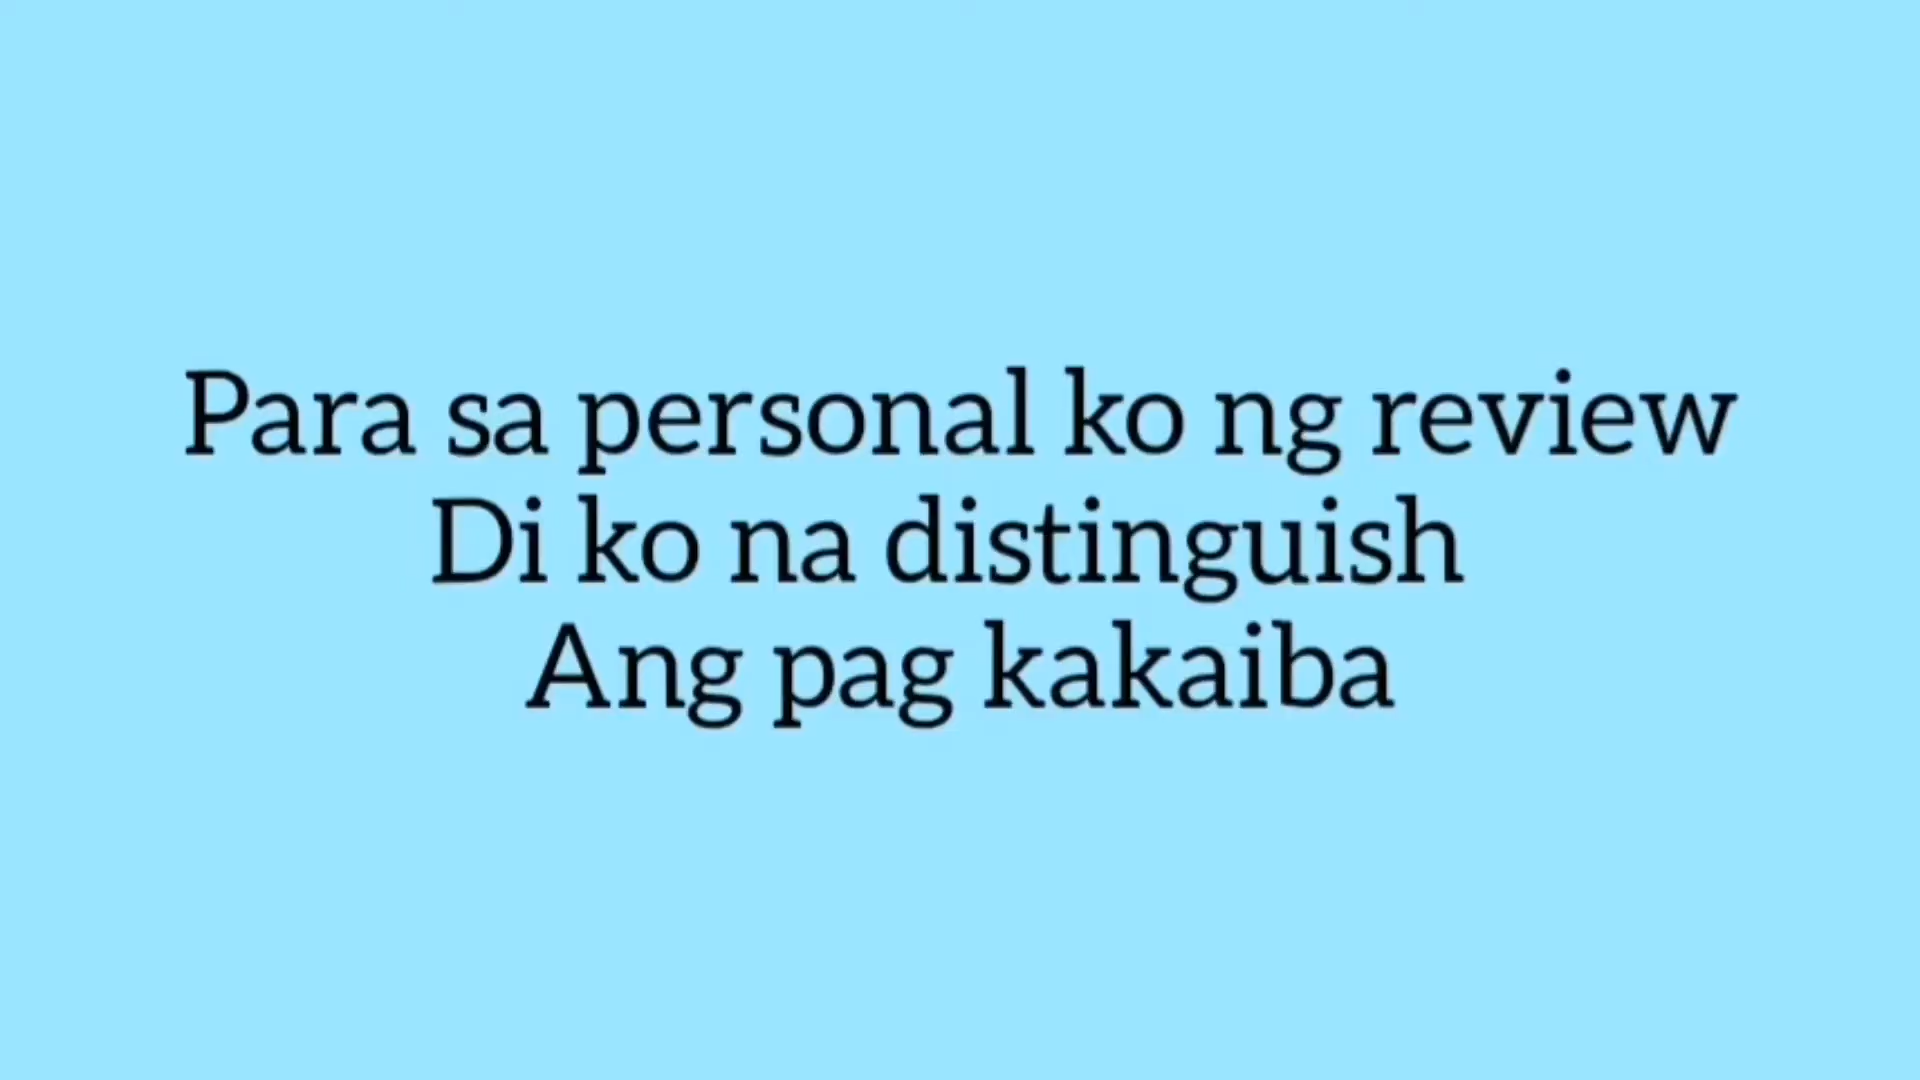 Para sa personal ko ng review
Di ko na distinguish
Ang pag kakaiba